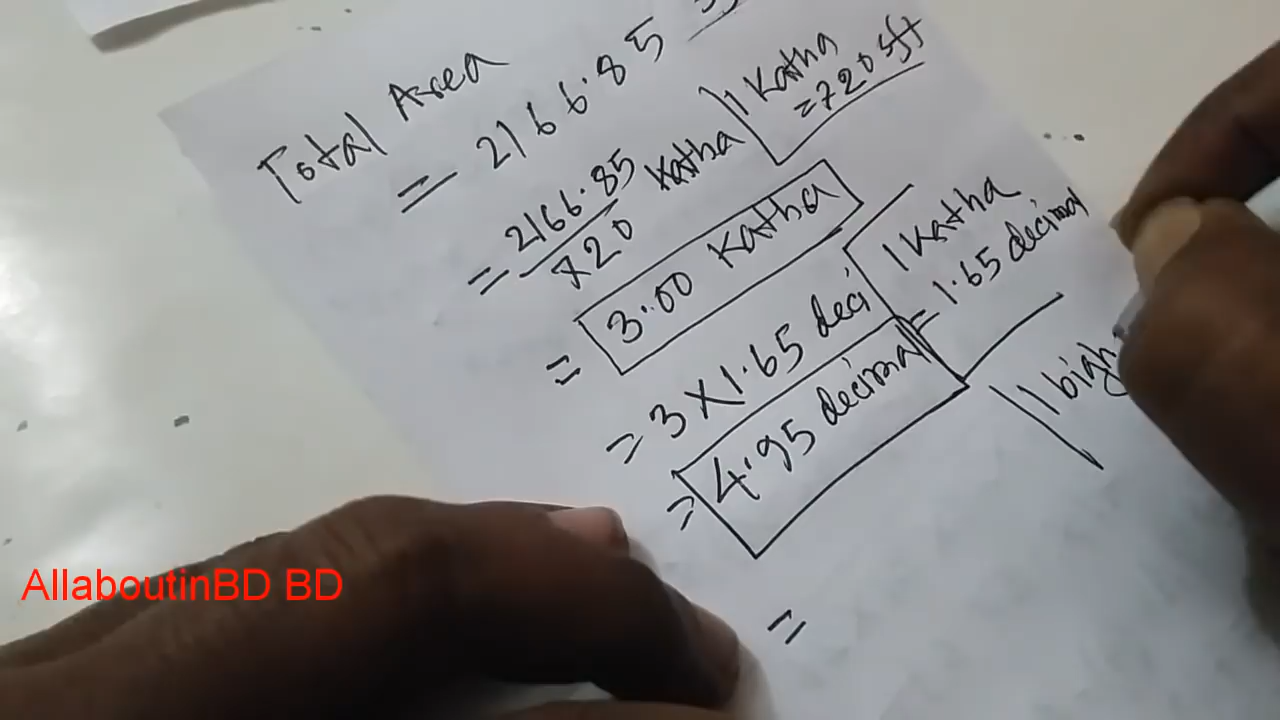 Total Area
= 2166.85
= 2166.85 / 720 Katha
1 Katha
= 720 sft
= 3.00 Katha
1 Katha
= 1.65 decimal
= 3 X 1.65 deci
= 4.95 decimal
1 bigh
=
AllaboutinBD BD